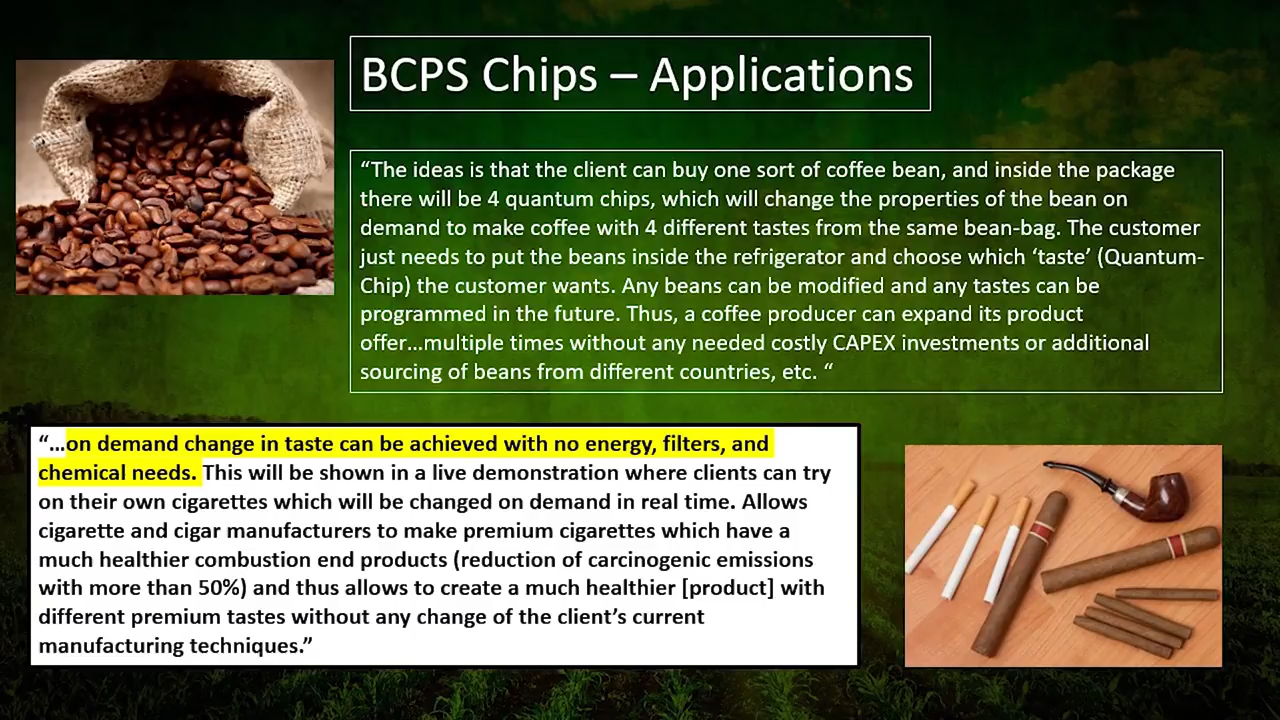 BCPS Chips – Applications
“The ideas is that the client can buy one sort of coffee bean, and inside the package
there will be 4 quantum chips, which will change the properties of the bean on
demand to make coffee with 4 different tastes from the same bean-bag. The customer
just needs to put the beans inside the refrigerator and choose which ‘taste’ (Quantum-
Chip) the customer wants. Any beans can be modified and any tastes can be
programmed in the future. Thus, a coffee producer can expand its product
offer...multiple times without any needed costly CAPEX investments or additional
sourcing of beans from different countries, etc. “
“...on demand change in taste can be achieved with no energy, filters, and
chemical needs. This will be shown in a live demonstration where clients can try
on their own cigarettes which will be changed on demand in real time. Allows
cigarette and cigar manufacturers to make premium cigarettes which have a
much healthier combustion end products (reduction of carcinogenic emissions
with more than 50%) and thus allows to create a much healthier [product] with
different premium tastes without any change of the client’s current
manufacturing techniques.”